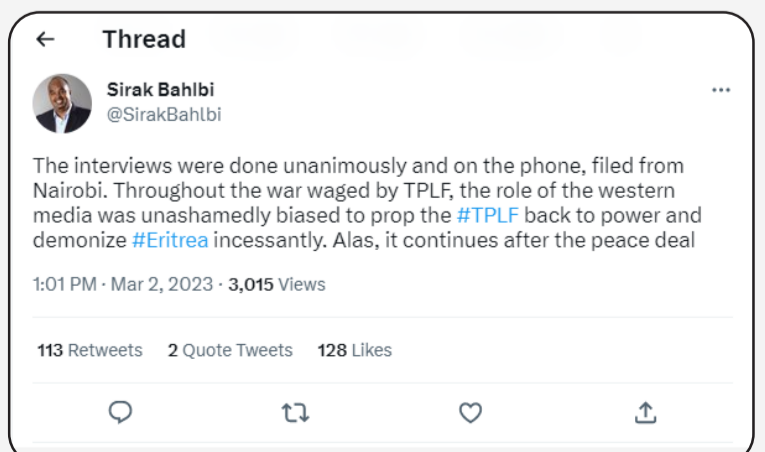 Thread
Sirak Bahlbi
@SirakBahlbi
The interviews were done unanimously and on the phone, filed from
Nairobi. Throughout the war waged by TPLF, the role of the western
media was unashamedly biased to prop the #TPLF back to power and
demonize #Eritrea incessantly. Alas, it continues after the peace deal
1:01 PM · Mar 2, 2023 · 3,015 Views
113 Retweets 2 Quote Tweets 128 Likes